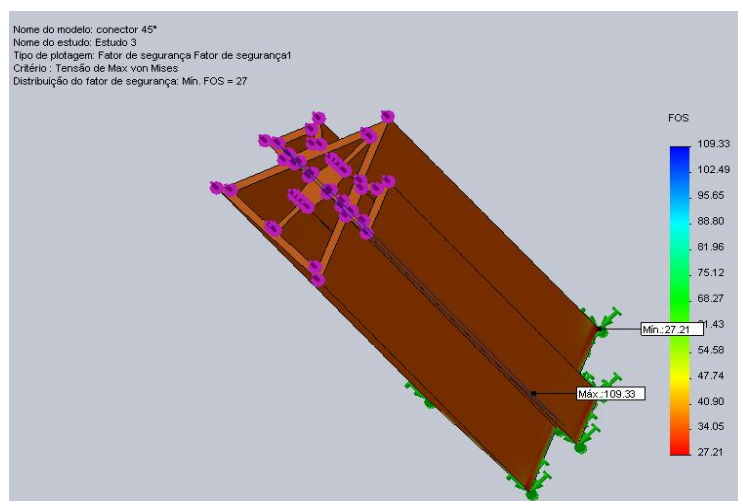 Nome do modelo: conector 45°
Nome do estudo: Estudo 3
Tipo de plotagem: Fator de segurança Fator de segurança1
Critério : Tensão de Max von Mises
Distribuição do fator de segurança: Mín. FOS = 27
FOS
109.33
102.49
95.65
88.80
81.96
75.12
68.27
Mín.:27.21
54.58
47.74
Máx.:109.33
40.90
34.05
27.21